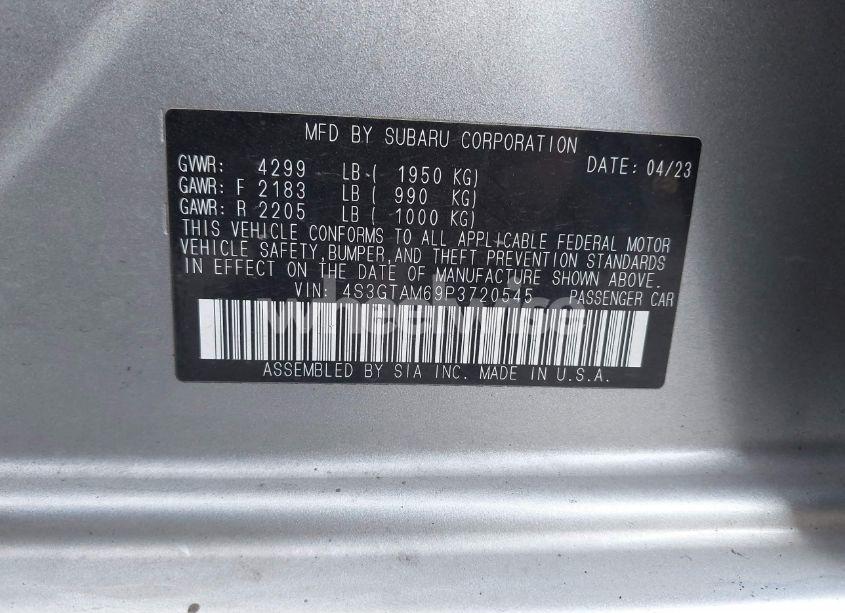 MFD BY SUBARU CORPORATION
GVWR: 4299 LB ( 1950 KG) DATE: 04/23
GAWR: F 2183 LB ( 990 KG)
GAWR: R 2205 LB ( 1000 KG)
THIS VEHICLE CONFORMS TO ALL APPLICABLE FEDERAL MOTOR
VEHICLE SAFETY,BUMPER,AND THEFT PREVENTION STANDARDS
IN EFFECT ON THE DATE OF MANUFACTURE SHOWN ABOVE.
VIN: 4S3GTAM69P3720545 PASSENGER CAR
wheelwise
ASSEMBLED BY SIA INC. MADE IN U.S.A.